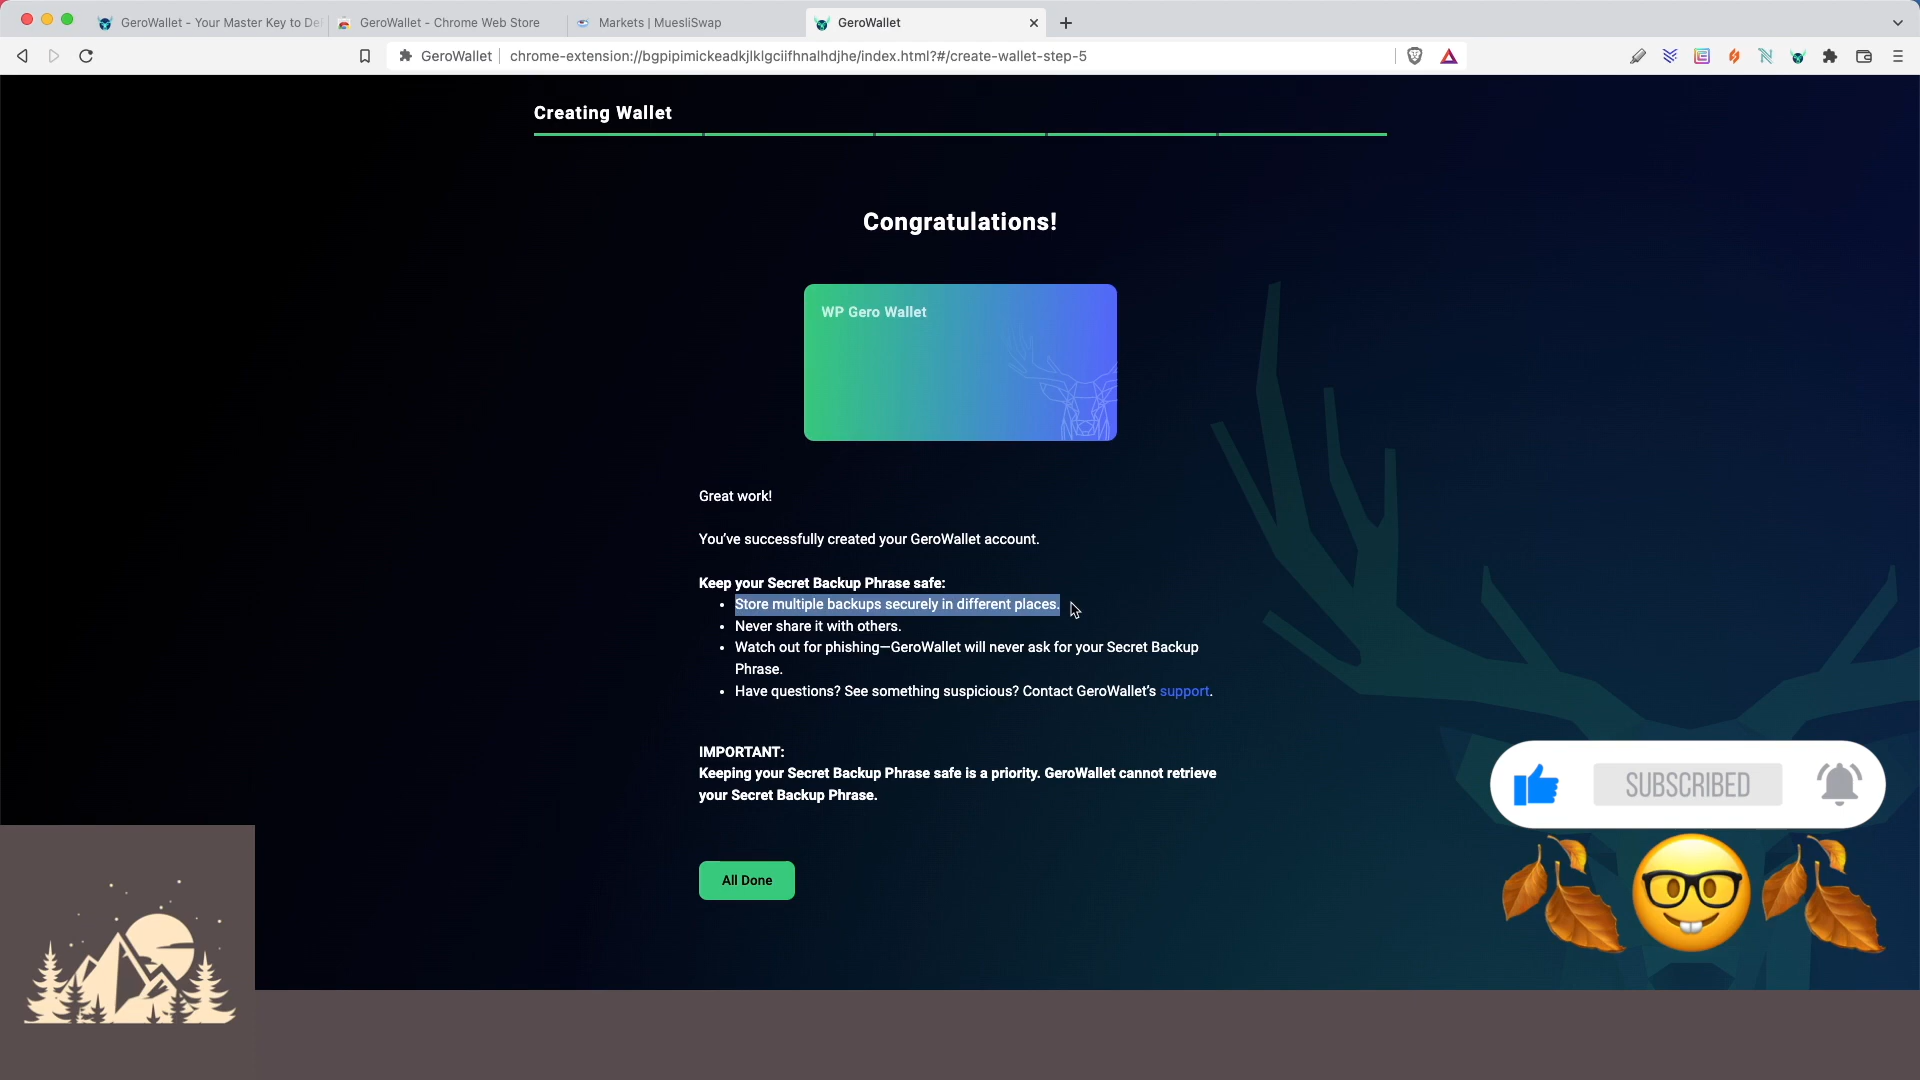 GeroWallet - Your Master Key to De
GeroWallet - Chrome Web Store
Markets | MuesliSwap
GeroWallet
GeroWallet
chrome-extension://bgpipimickeadkjlklgciifhnalhdjhe/index.html?#/create-wallet-step-5
Creating Wallet
Congratulations!
WP Gero Wallet
Great work!
You've successfully created your GeroWallet account.
Keep your Secret Backup Phrase safe:
• Store multiple backups securely in different places.
• Never share it with others.
• Watch out for phishing—GeroWallet will never ask for your Secret Backup
Phrase.
• Have questions? See something suspicious? Contact GeroWallet's support.
IMPORTANT:
Keeping your Secret Backup Phrase safe is a priority. GeroWallet cannot retrieve
your Secret Backup Phrase.
SUBSCRIBED
All Done